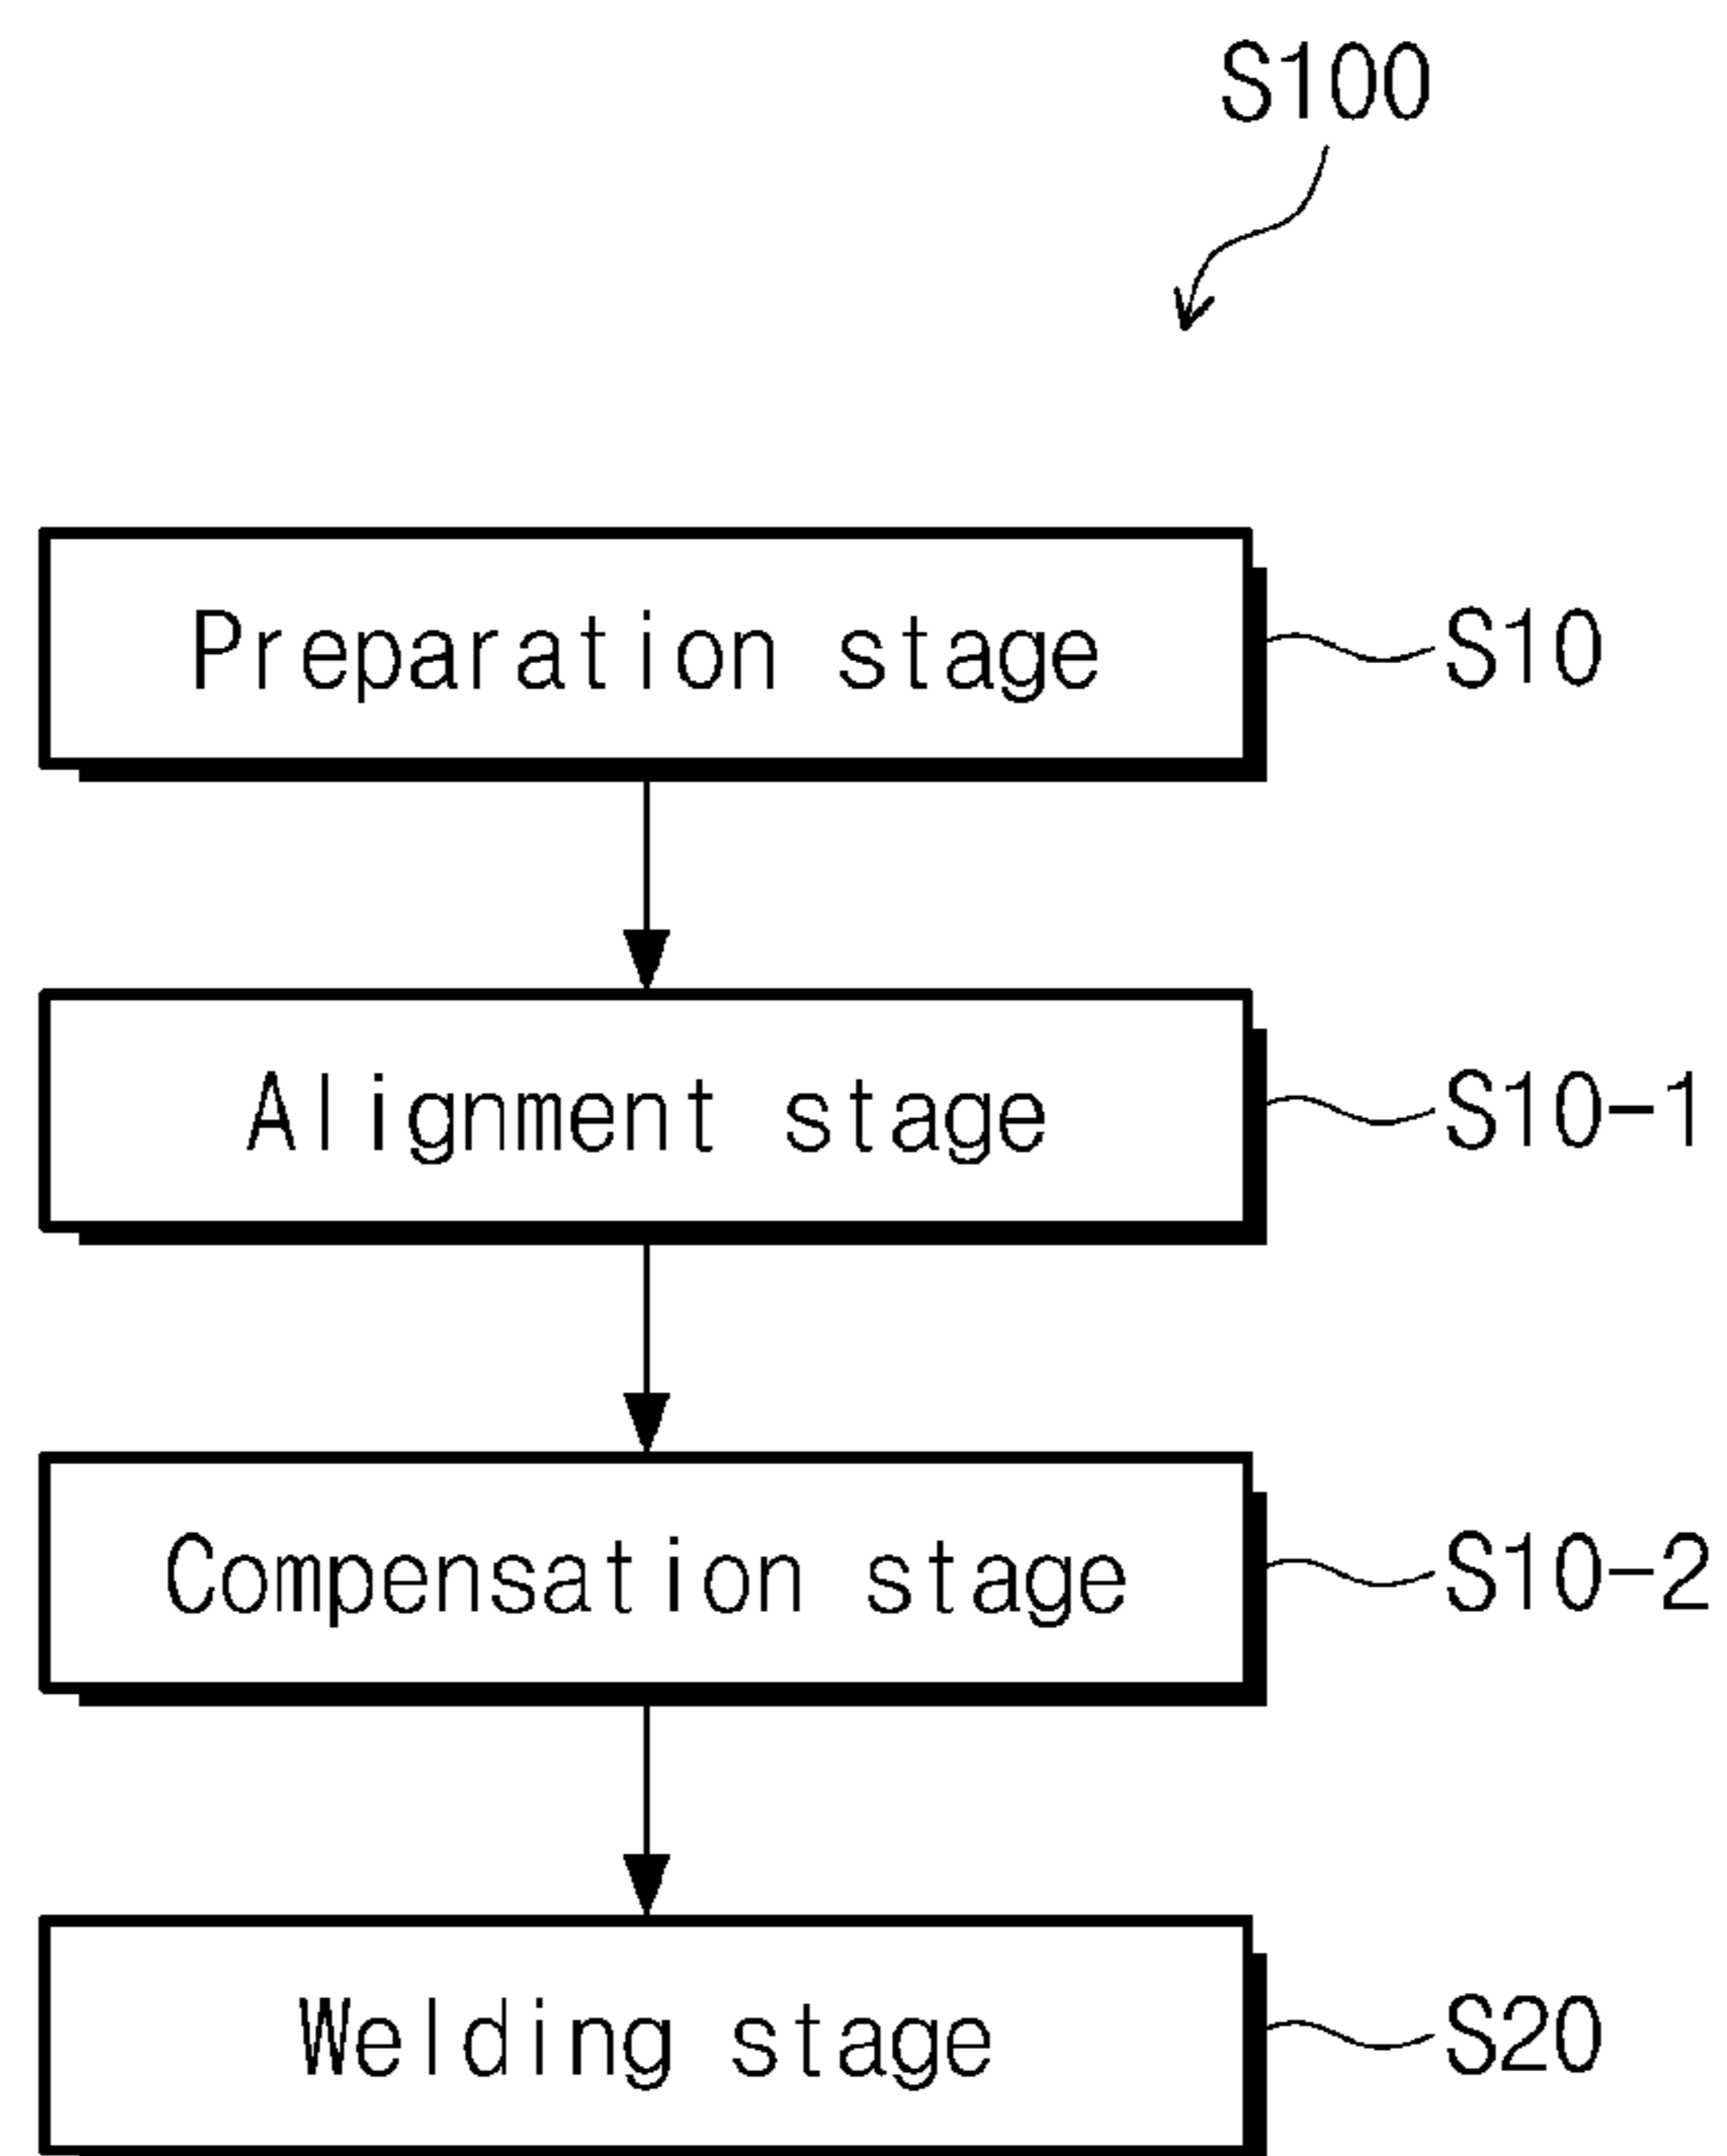 S100
Preparation stage S10
Alignment stage S10-1
Compensation stage S10-2
Welding stage S20